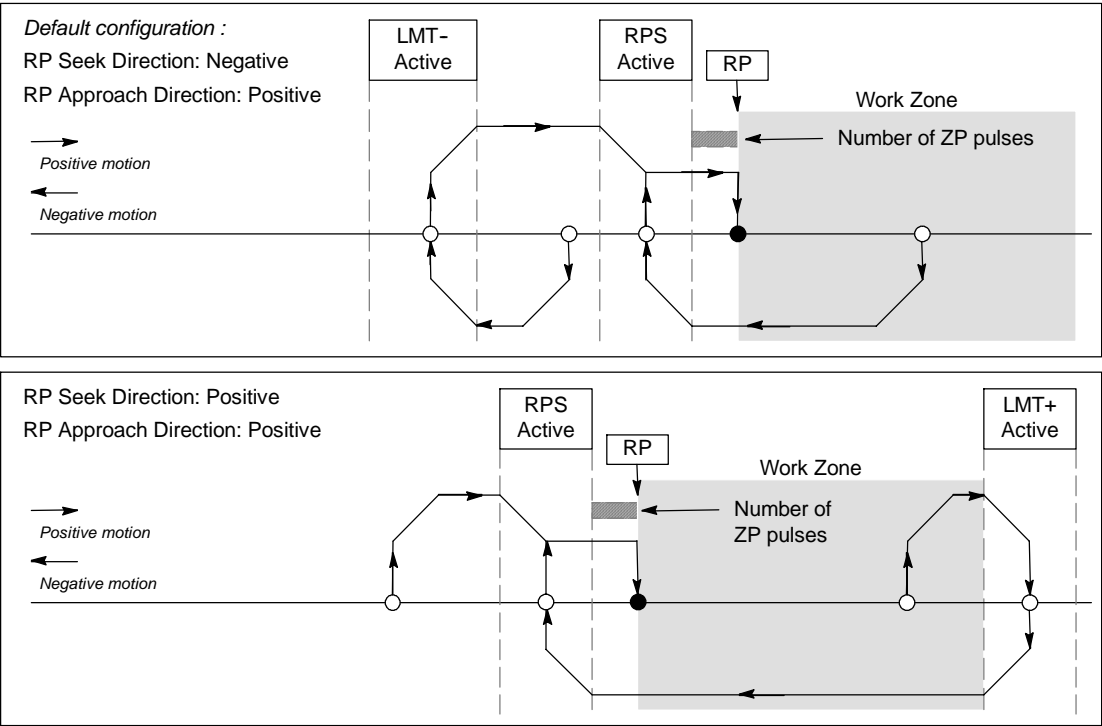 Default configuration :
RP Seek Direction: Negative
RP Approach Direction: Positive
LMT-
Active
RPS
Active
RP
Work Zone
Number of ZP pulses
Positive motion
Negative motion
RP Seek Direction: Positive
RP Approach Direction: Positive
RPS
Active
LMT+
Active
RP
Work Zone
Number of
ZP pulses
Positive motion
Negative motion